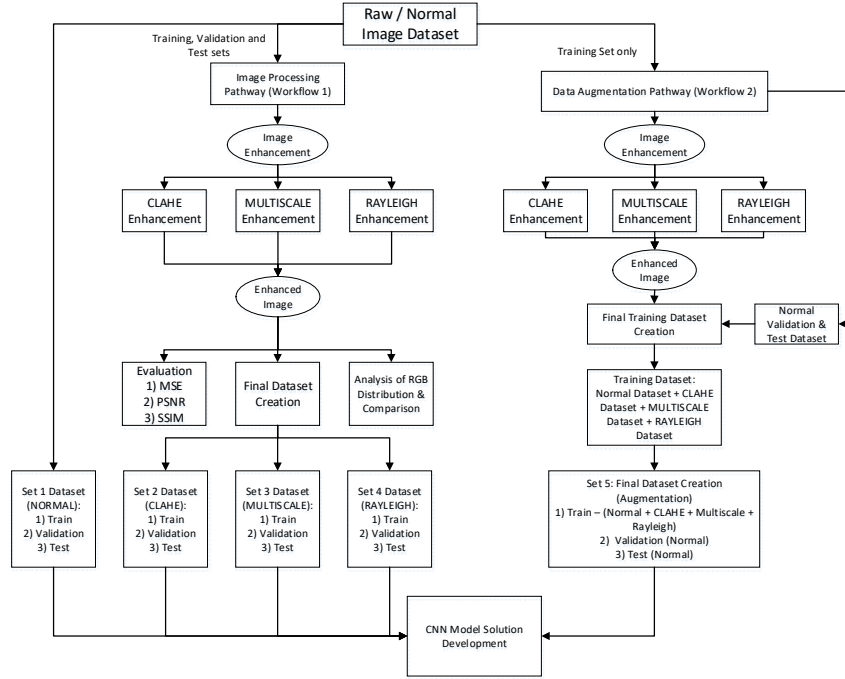 Raw / Normal
Image Dataset
Training, Validation and
Test sets
Training Set only
Image Processing
Pathway (Workflow 1)
Data Augmentation Pathway (Workflow 2)
Image
Enhancement
Image
Enhancement
CLAHE
Enhancement
MULTISCALE
Enhancement
RAYLEIGH
Enhancement
CLAHE
Enhancement
MULTISCALE
Enhancement
RAYLEIGH
Enhancement
Enhanced
Image
Enhanced
Image
Final Training Dataset
Creation
Normal
Validation &
Test Dataset
Evaluation
1) MSE
2) PSNR
3) SSIM
Final Dataset
Creation
Analysis of RGB
Distribution &
Comparison
Training Dataset:
Normal Dataset + CLAHE
Dataset + MULTISCALE
Dataset + RAYLEIGH
Dataset
Set 1 Dataset
(NORMAL):
1) Train
2) Validation
3) Test
Set 2 Dataset
(CLAHE):
1) Train
2) Validation
3) Test
Set 3 Dataset
(MULTISCALE):
1) Train
2) Validation
3) Test
Set 4 Dataset
(RAYLEIGH):
1) Train
2) Validation
3) Test
Set 5: Final Dataset Creation
(Augmentation)
1) Train – (Normal + CLAHE + Multiscale +
Rayleigh)
2) Validation (Normal)
3) Test (Normal)
CNN Model Solution
Development